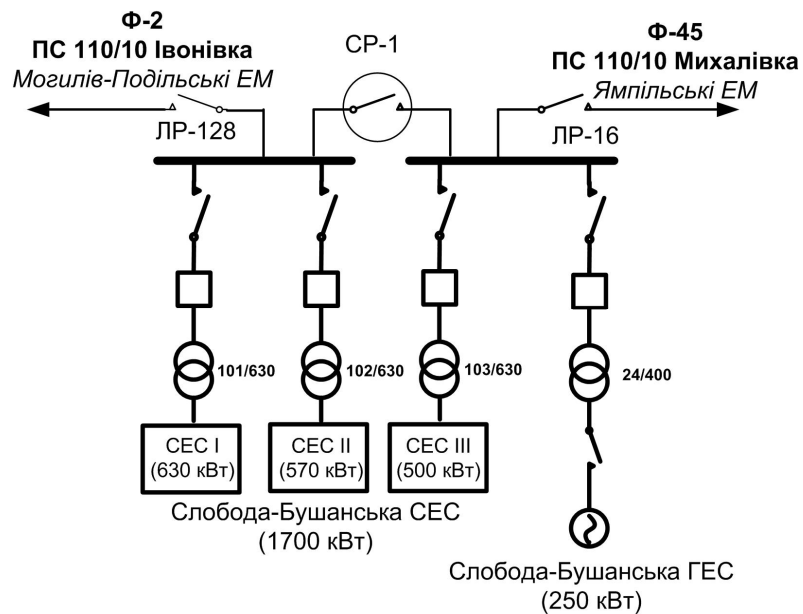 Ф-2
ПС 110/10 Івонівка
Могилів-Подільські ЕМ
СР-1
Ф-45
ПС 110/10 Михалівка
Ямпільські ЕМ
ЛР-128
ЛР-16
101/630
102/630
103/630
24/400
СЕС I
(630 кВт)
СЕС II
(570 кВт)
СЕС III
(500 кВт)
Слобода-Бушанська СЕС
(1700 кВт)
Слобода-Бушанська ГЕС
(250 кВт)